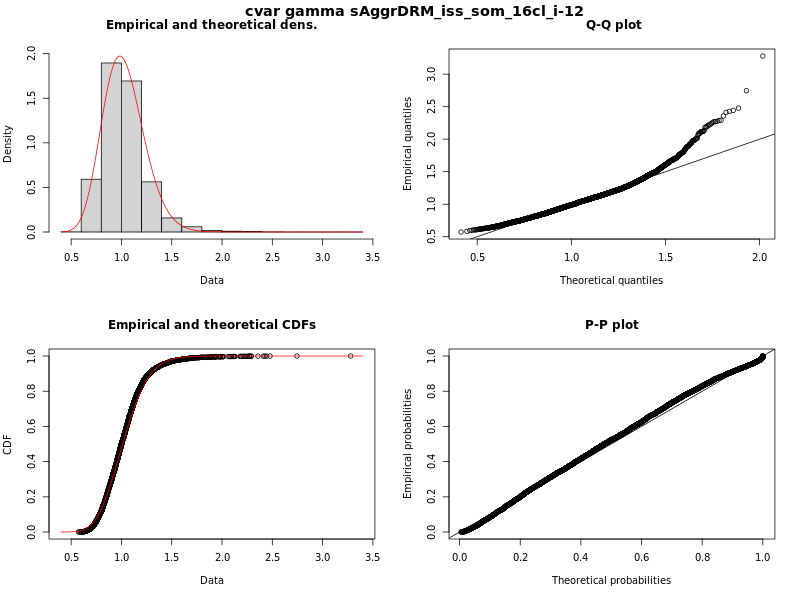 cvar gamma sAggrDRM_iss_som_16cl_i-12
Empirical and theoretical dens.
Density
0.0 0.5 1.0 1.5 2.0
0.5 1.0 1.5 2.0 2.5 3.0 3.5
Data
Q-Q plot
Empirical quantiles
0.5 1.0 1.5 2.0 2.5 3.0
0.5 1.0 1.5 2.0
Theoretical quantiles
Empirical and theoretical CDFs
CDF
0.0 0.2 0.4 0.6 0.8 1.0
0.5 1.0 1.5 2.0 2.5 3.0 3.5
Data
P-P plot
Empirical probabilities
0.0 0.2 0.4 0.6 0.8 1.0
0.0 0.2 0.4 0.6 0.8 1.0
Theoretical probabilities